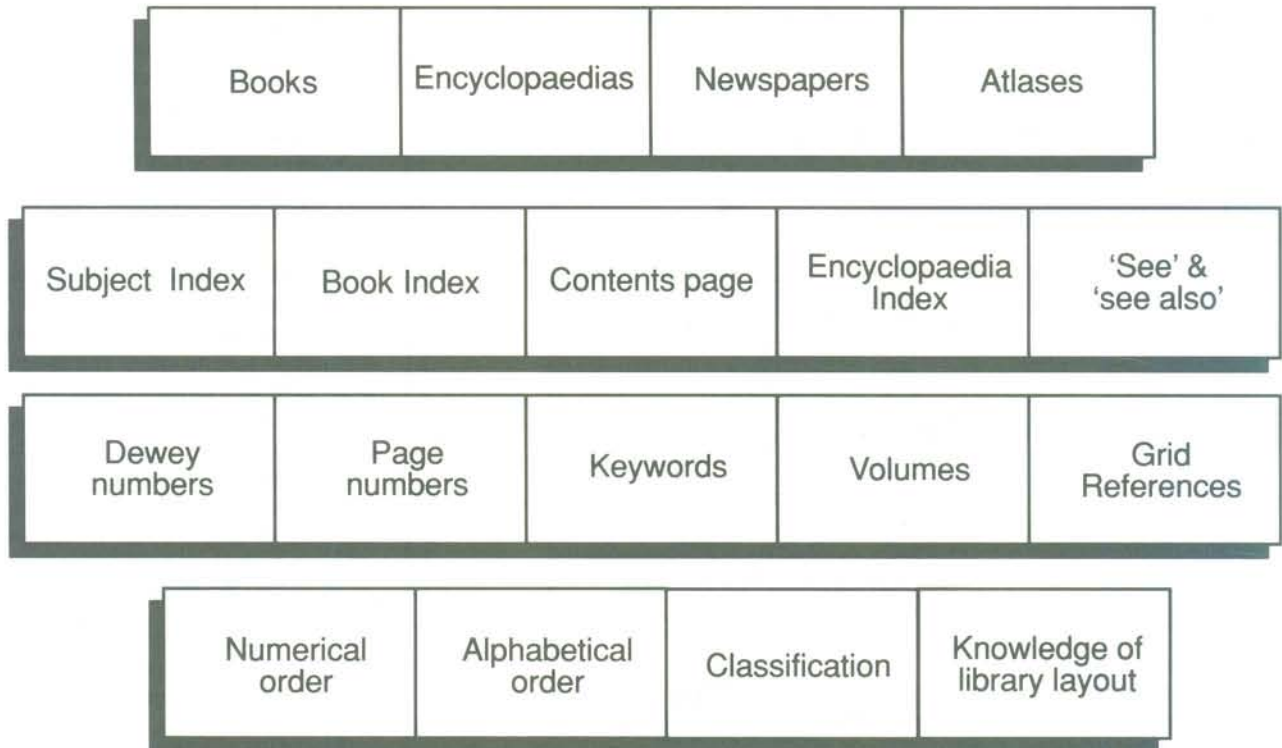 Books
Encyclopaedias
Newspapers
Atlases
Subject Index
Book Index
Contents page
Encyclopaedia
Index
‘See’ &
‘see also’
Dewey
numbers
Page
numbers
Keywords
Volumes
Grid
References
Numerical
order
Alphabetical
order
Classification
Knowledge of
library layout